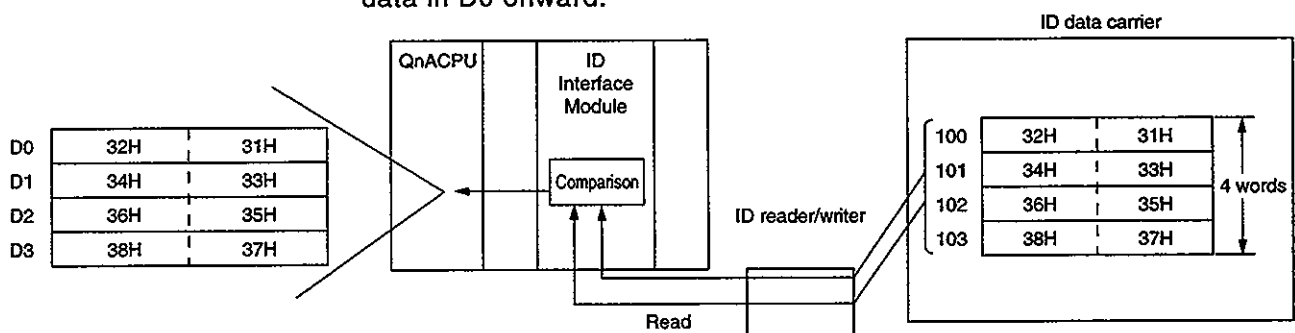 data in D0 onward.
ID data carrier
QnACPU
ID
Interface
Module
D0 32H 31H
D1 34H 33H
D2 36H 35H
D3 38H 37H
Comparison
ID reader/writer
100 32H 31H
101 34H 33H
102 36H 35H
103 38H 37H
4 words
Read